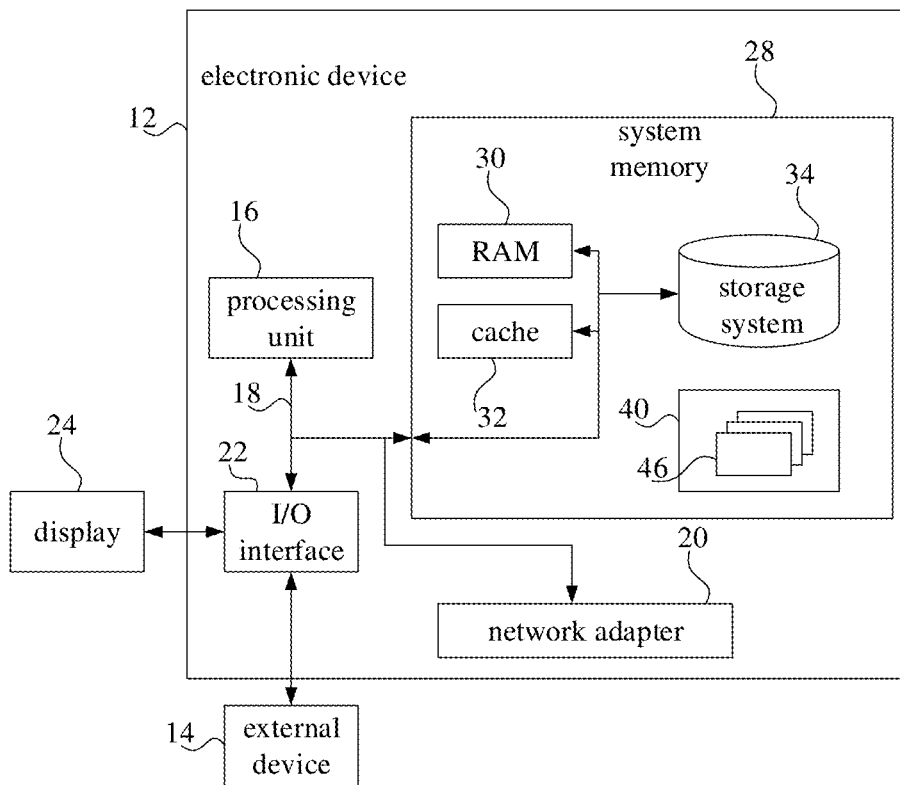 electronic device
12
28
system
memory
30
RAM
34
storage
system
16
processing
unit
cache
32
18
40
46
24
display
22
I/O
interface
20
network adapter
14
external
device